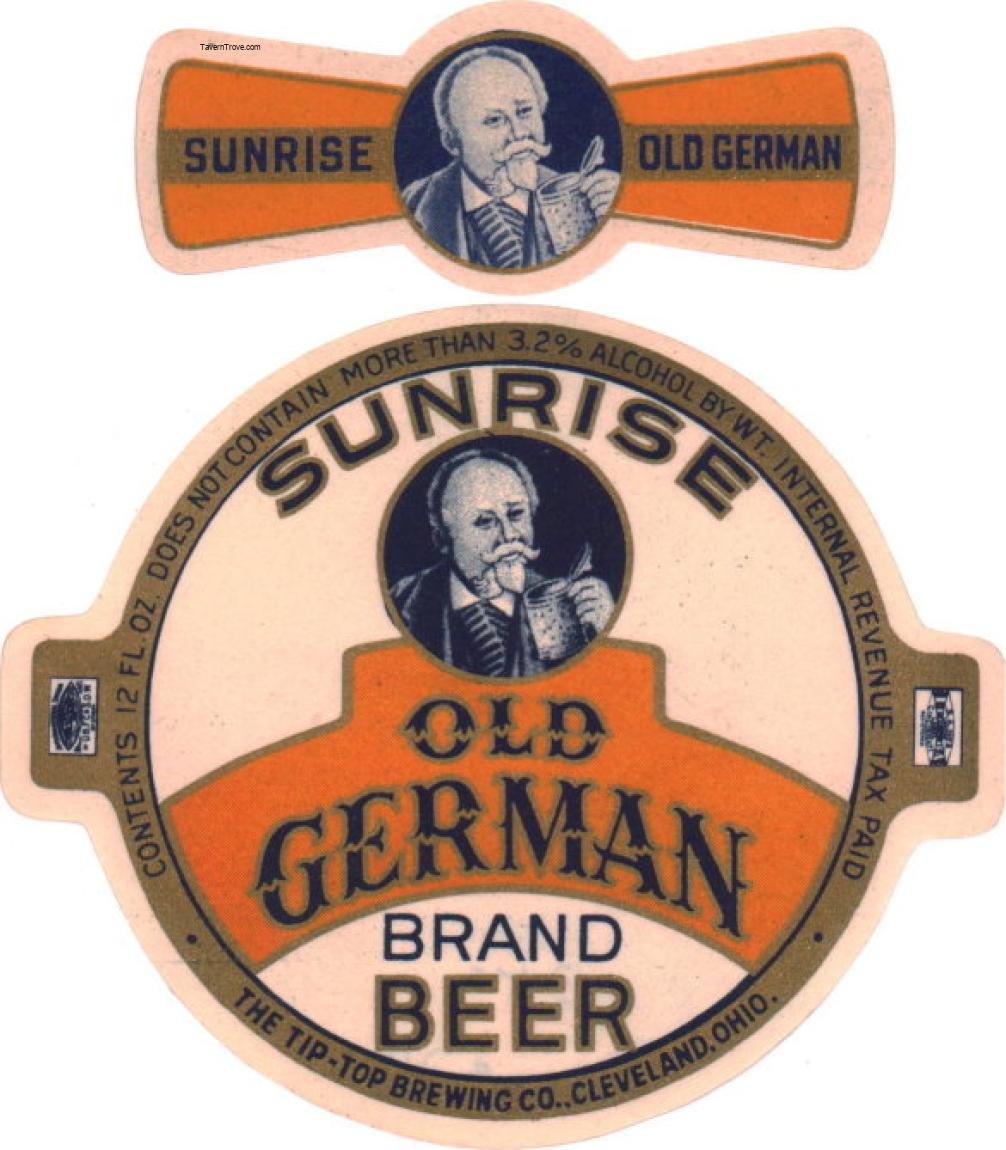 TavernTrove.com
SUNRISE
OLD GERMAN
CONTENTS 12 FL. OZ. DOES NOT CONTAIN MORE THAN 3.2% ALCOHOL BY WT. INTERNAL REVENUE TAX PAID
SUNRISE
OLD
GERMAN
BRAND
BEER
THE TIP-TOP BREWING CO., CLEVELAND, OHIO.